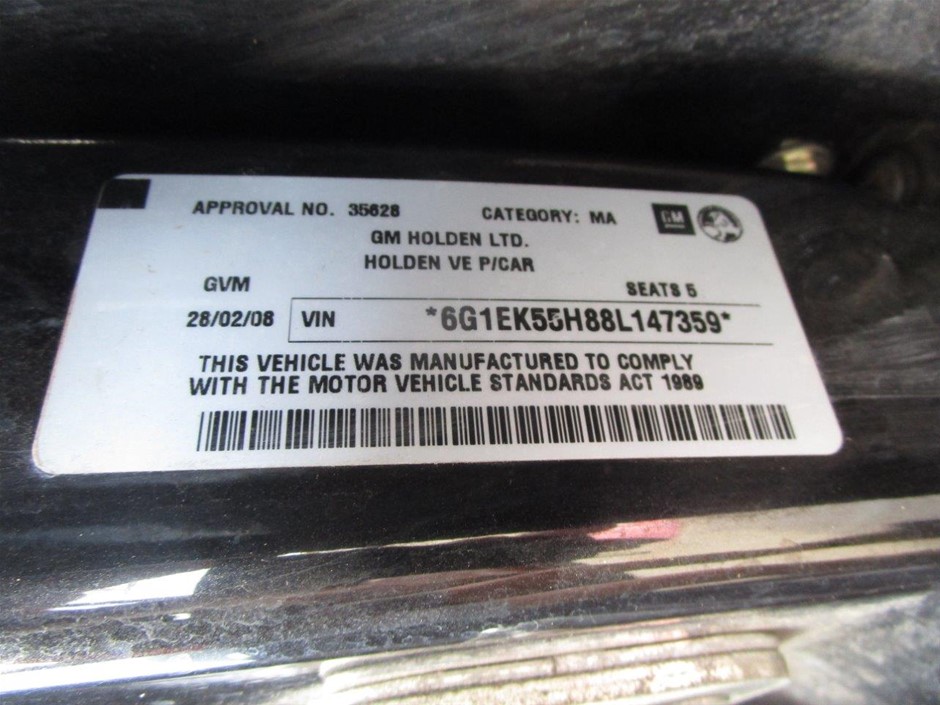 APPROVAL NO. 35628 CATEGORY: MA GM
GM HOLDEN LTD.
HOLDEN VE P/CAR
GVM SEATS 5
28/02/08 VIN *6G1EK55H88L147359*
THIS VEHICLE WAS MANUFACTURED TO COMPLY
WITH THE MOTOR VEHICLE STANDARDS ACT 1989